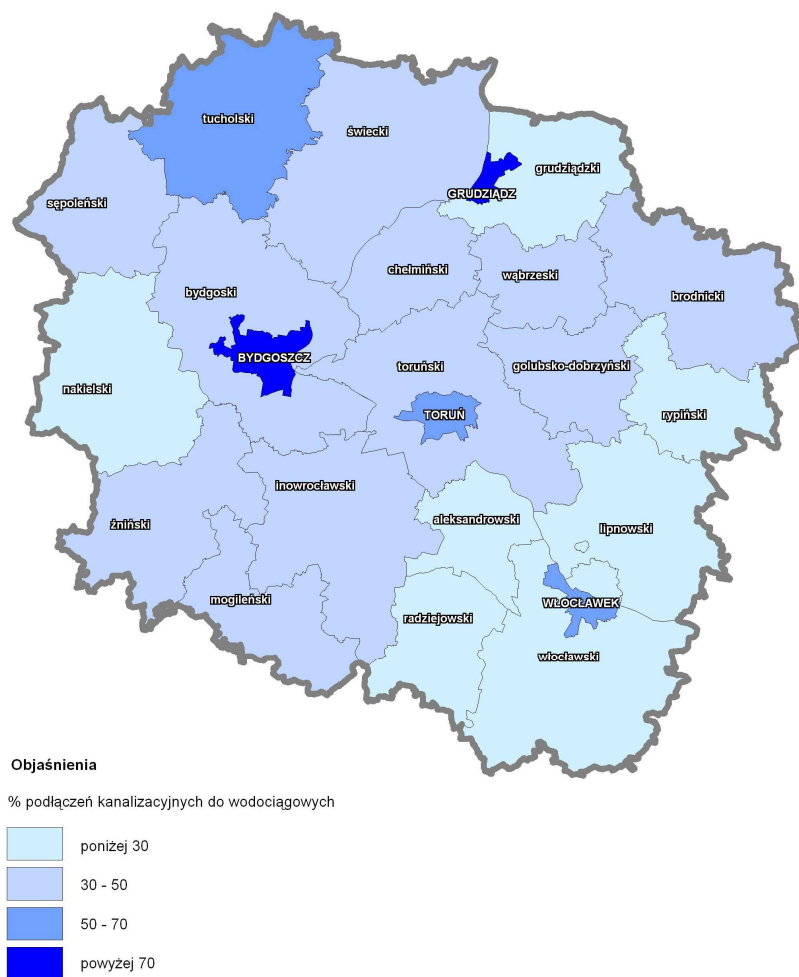 tucholski
świecki
grudziądzki
GRUDZIĄDZ
sępoleński
chełmiński
wąbrzeski
bydgoski
brodnicki
BYDGOSZCZ
toruński
golubsko-dobrzyński
nakielski
TORUŃ
rypiński
inowrocławski
aleksandrowski
żniński
lipnowski
mogileński
WŁOCŁAWEK
radziejowski
włocławski
Objaśnienia
% podłączeń kanalizacyjnych do wodociągowych
poniżej 30
30 - 50
50 - 70
powyżej 70